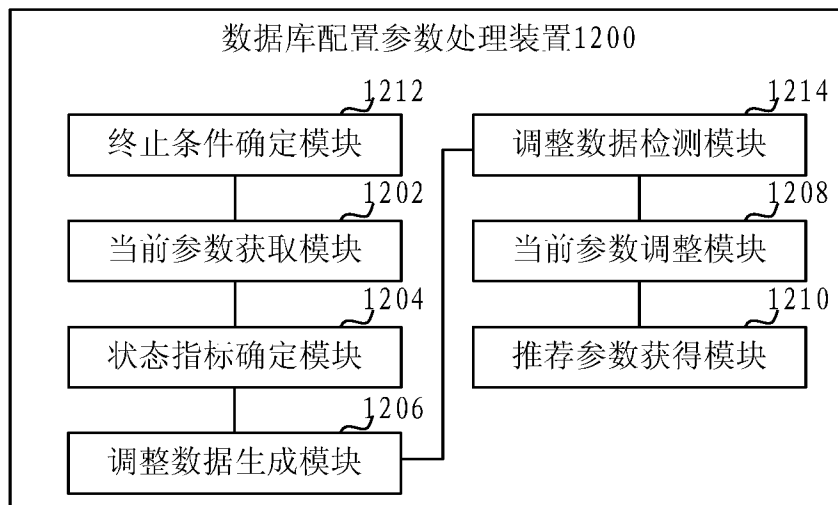 数据库配置参数处理装置1200
1212
终止条件确定模块
1202
当前参数获取模块
1204
状态指标确定模块
1206
调整数据生成模块
1214
调整数据检测模块
1208
当前参数调整模块
1210
推荐参数获得模块